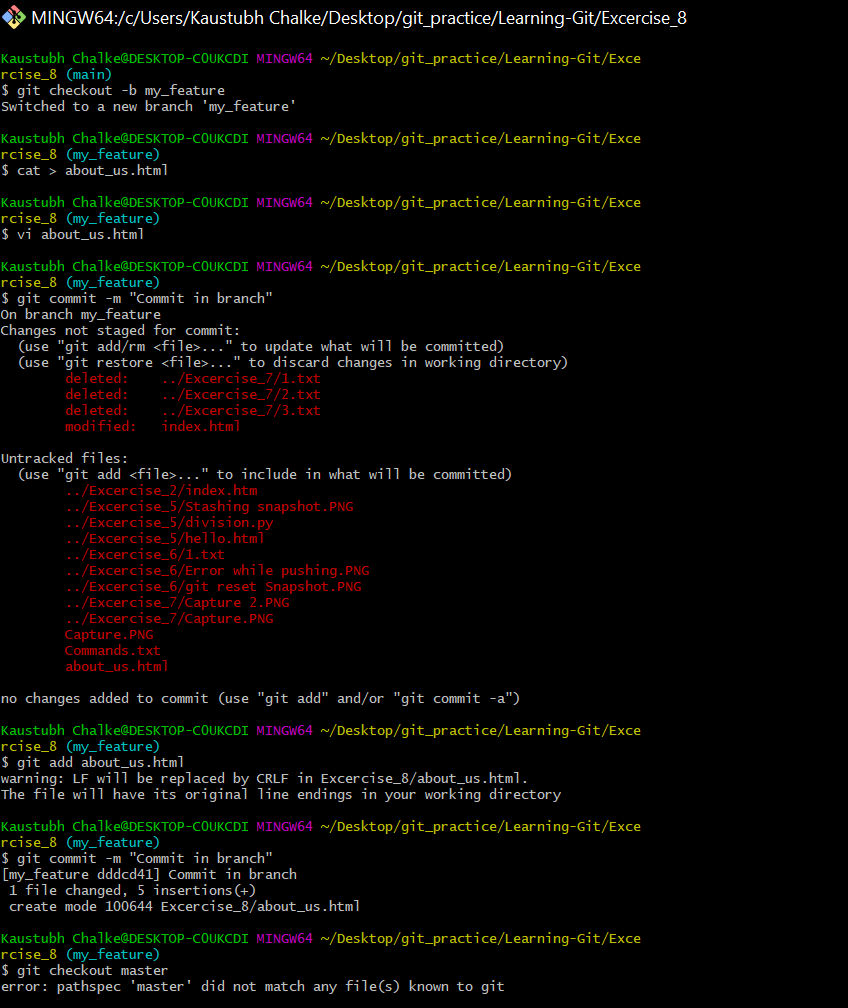 MINGW64:/c/Users/Kaustubh Chalke/Desktop/git_practice/Learning-Git/Excercise_8
Kaustubh Chalke@DESKTOP-C0UKCDI MINGW64 ~/Desktop/git_practice/Learning-Git/Exce
rcise_8 (main)
$ git checkout -b my_feature
Switched to a new branch 'my_feature'
Kaustubh Chalke@DESKTOP-C0UKCDI MINGW64 ~/Desktop/git_practice/Learning-Git/Exce
rcise_8 (my_feature)
$ cat > about_us.html
Kaustubh Chalke@DESKTOP-C0UKCDI MINGW64 ~/Desktop/git_practice/Learning-Git/Exce
rcise_8 (my_feature)
$ vi about_us.html
Kaustubh Chalke@DESKTOP-C0UKCDI MINGW64 ~/Desktop/git_practice/Learning-Git/Exce
rcise_8 (my_feature)
$ git commit -m "Commit in branch"
On branch my_feature
Changes not staged for commit:
  (use "git add/rm <file>..." to update what will be committed)
  (use "git restore <file>..." to discard changes in working directory)
        deleted:    ../Excercise_7/1.txt
        deleted:    ../Excercise_7/2.txt
        deleted:    ../Excercise_7/3.txt
        modified:   index.html
Untracked files:
  (use "git add <file>..." to include in what will be committed)
        ../Excercise_2/index.htm
        ../Excercise_5/Stashing snapshot.PNG
        ../Excercise_5/division.py
        ../Excercise_5/hello.html
        ../Excercise_6/1.txt
        ../Excercise_6/Error while pushing.PNG
        ../Excercise_6/git reset Snapshot.PNG
        ../Excercise_7/Capture 2.PNG
        ../Excercise_7/Capture.PNG
        Capture.PNG
        Commands.txt
        about_us.html
no changes added to commit (use "git add" and/or "git commit -a")
Kaustubh Chalke@DESKTOP-C0UKCDI MINGW64 ~/Desktop/git_practice/Learning-Git/Exce
rcise_8 (my_feature)
$ git add about_us.html
warning: LF will be replaced by CRLF in Excercise_8/about_us.html.
The file will have its original line endings in your working directory
Kaustubh Chalke@DESKTOP-C0UKCDI MINGW64 ~/Desktop/git_practice/Learning-Git/Exce
rcise_8 (my_feature)
$ git commit -m "Commit in branch"
[my_feature dddcd41] Commit in branch
 1 file changed, 5 insertions(+)
 create mode 100644 Excercise_8/about_us.html
Kaustubh Chalke@DESKTOP-C0UKCDI MINGW64 ~/Desktop/git_practice/Learning-Git/Exce
rcise_8 (my_feature)
$ git checkout master
error: pathspec 'master' did not match any file(s) known to git